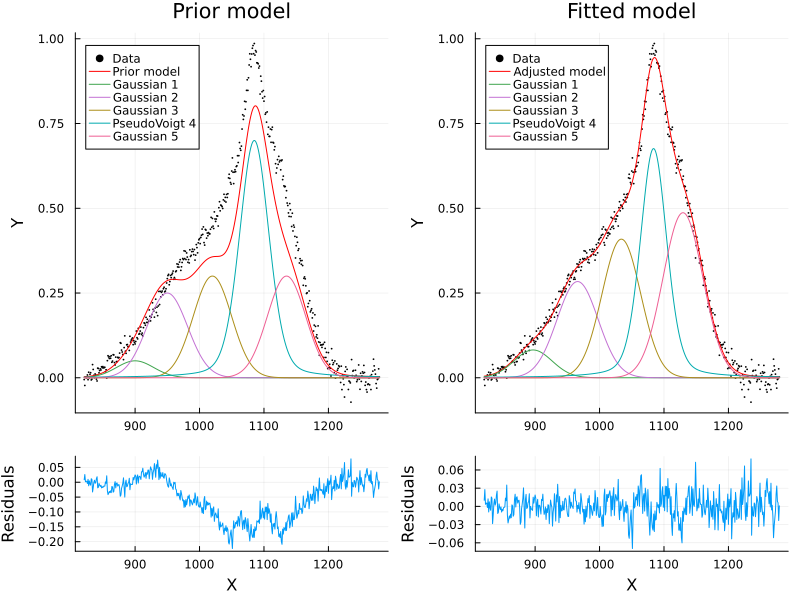 Prior model
1.00
0.75
0.50
0.25
0.00
Y
Data
Prior model
Gaussian 1
Gaussian 2
Gaussian 3
PseudoVoigt 4
Gaussian 5
900
1000
1100
1200
Fitted model
1.00
0.75
0.50
0.25
0.00
Y
Data
Adjusted model
Gaussian 1
Gaussian 2
Gaussian 3
PseudoVoigt 4
Gaussian 5
900
1000
1100
1200
Residuals
0.05
0.00
−0.05
−0.10
−0.15
−0.20
900
1000
1100
1200
X
Residuals
0.06
0.03
0.00
−0.03
−0.06
900
1000
1100
1200
X